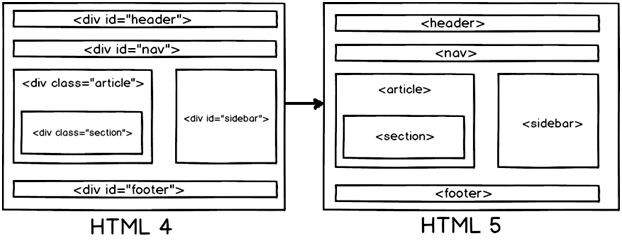 <div id="header">
<div id="nav">
<div class="article">
<div class="section">
<div id="sidebar">
<div id="footer">
HTML 4
<header>
<nav>
<article>
<section>
<sidebar>
<footer>
HTML 5